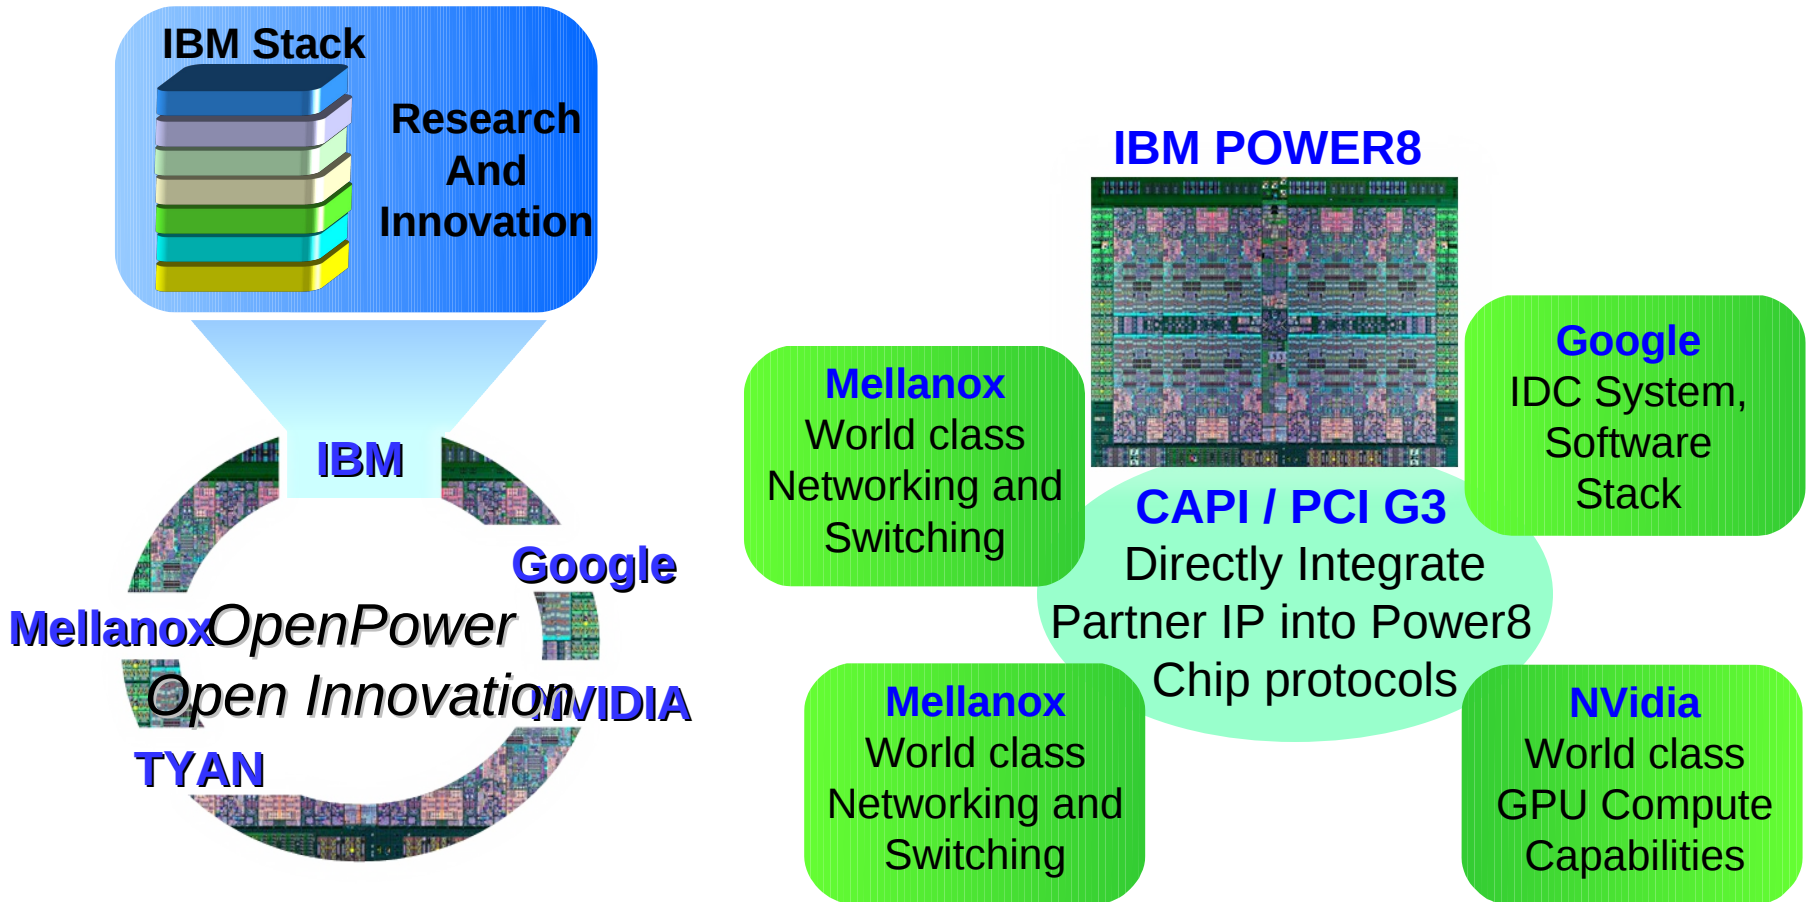 IBM Stack
Research
And
Innovation
IBM
Google
Mellanox
OpenPower
Open Innovation
NVIDIA
TYAN
IBM POWER8
Mellanox
World class
Networking and
Switching
Google
IDC System,
Software
Stack
CAPI / PCI G3
Directly Integrate
Partner IP into Power8
Chip protocols
Mellanox
World class
Networking and
Switching
NVidia
World class
GPU Compute
Capabilities